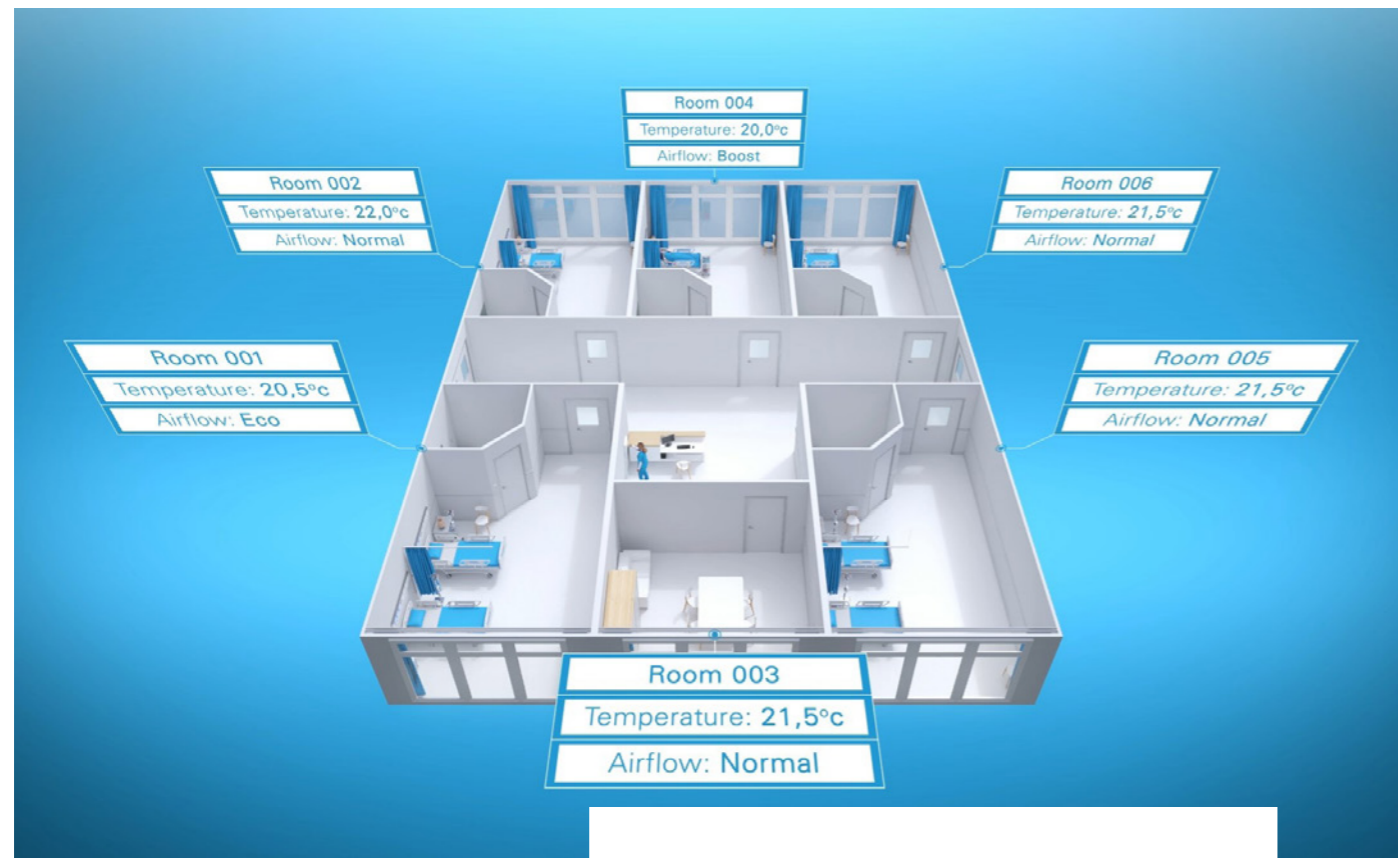 Room 004
Temperature: 20,0°c
Airflow: Boost
Room 002
Temperature: 22,0°c
Airflow: Normal
Room 006
Temperature: 21,5°c
Airflow: Normal
Room 001
Temperature: 20,5°c
Airflow: Eco
Room 005
Temperature: 21,5°c
Airflow: Normal
Room 003
Temperature: 21,5°c
Airflow: Normal